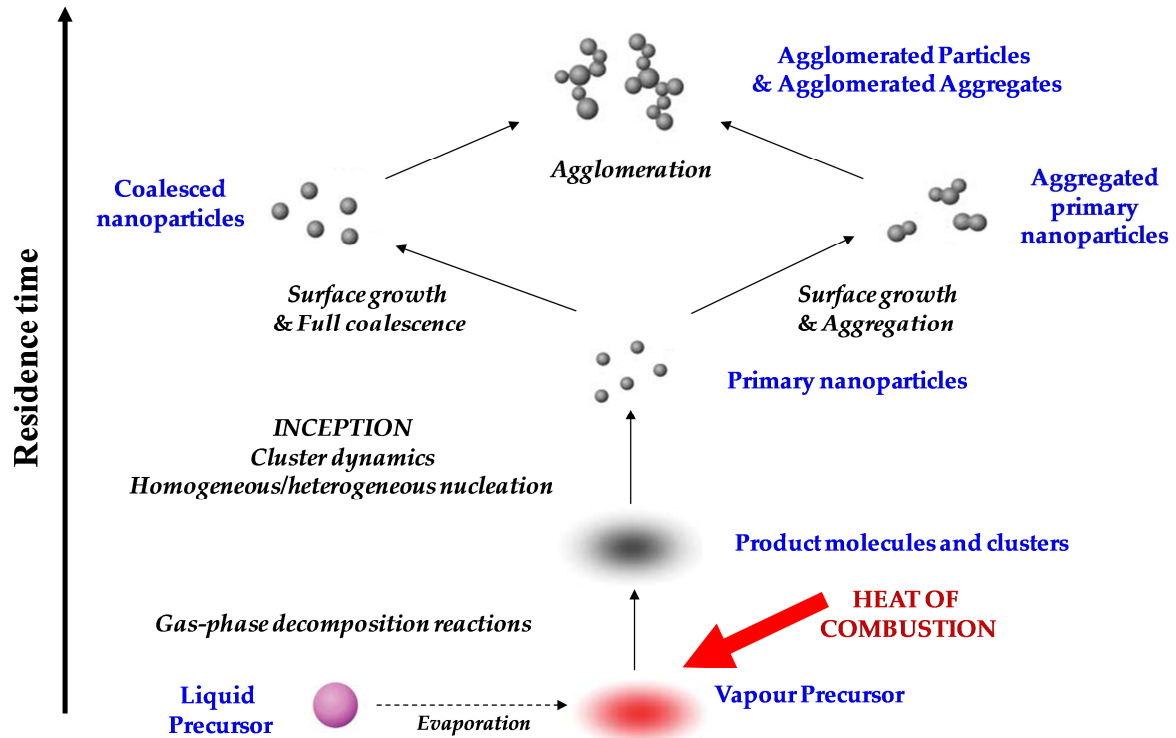 Residence time
Agglomerated Particles
& Agglomerated Aggregates
Agglomeration
Coalesced
nanoparticles
Aggregated
primary
nanoparticles
Surface growth
& Full coalescence
Surface growth
& Aggregation
Primary nanoparticles
INCEPTION
Cluster dynamics
Homogeneous/heterogeneous nucleation
Product molecules and clusters
Gas-phase decomposition reactions
HEAT OF
COMBUSTION
Liquid
Precursor
Evaporation
Vapour Precursor